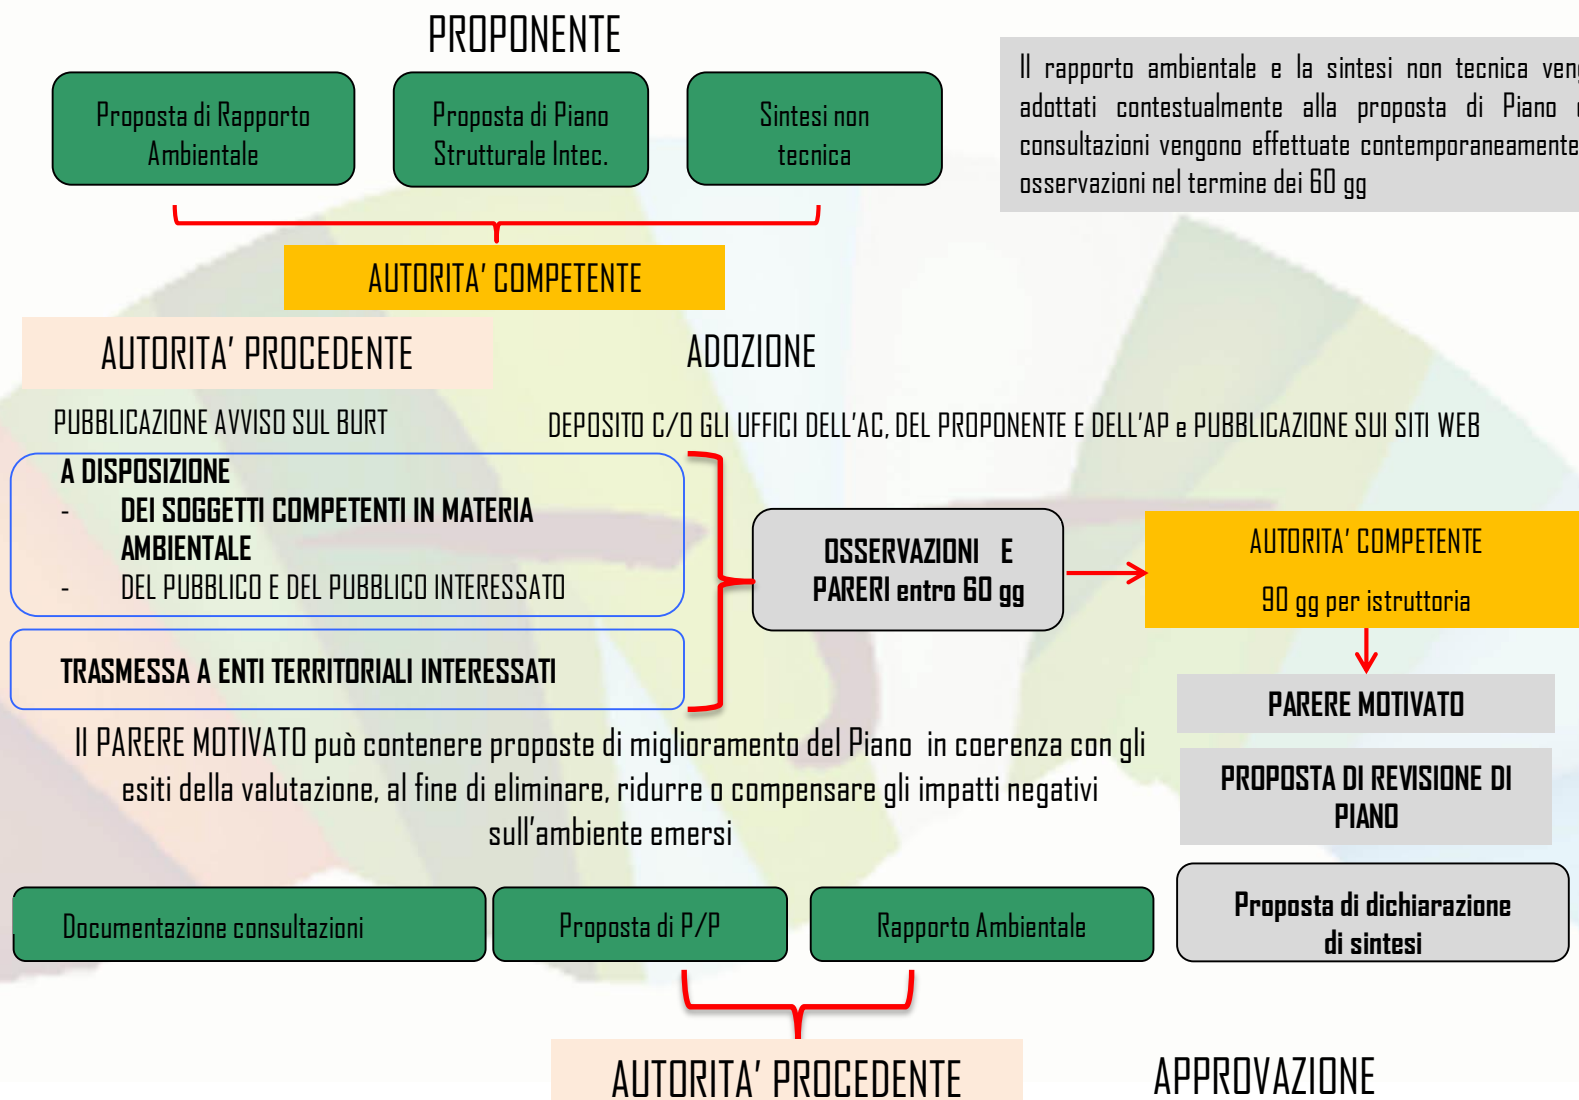 PROPONENTE
Proposta di Rapporto
Ambientale
Proposta di Piano
Strutturale Intec.
Sintesi non
tecnica
Il rapporto ambientale e la sintesi non tecnica
adottati contestualmente alla proposta di Piano
consultazioni vengono effettuate contemporaneamente
osservazioni nel termine dei 60 gg
AUTORITA' COMPETENTE
AUTORITA' PROCEDENTE
ADOZIONE
PUBBLICAZIONE AVVISO SUL BURT
DEPOSITO C/O GLI UFFICI DELL'AC, DEL PROPONENTE E DELL'AP e PUBBLICAZIONE SUI SITI WEB
A DISPOSIZIONE
- DEI SOGGETTI COMPETENTI IN MATERIA
AMBIENTALE
- DEL PUBBLICO E DEL PUBBLICO INTERESSATO
TRASMESSA A ENTI TERRITORIALI INTERESSATI
OSSERVAZIONI E
PARERI entro 60 gg
AUTORITA' COMPETENTE
90 gg per istruttoria
PARERE MOTIVATO
PROPOSTA DI REVISIONE DI
PIANO
Proposta di dichiarazione
di sintesi
Il PARERE MOTIVATO può contenere proposte di miglioramento del Piano in coerenza con gli
esiti della valutazione, al fine di eliminare, ridurre o compensare gli impatti negativi
sull'ambiente emersi
Documentazione consultazioni
Proposta di P/P
Rapporto Ambientale
AUTORITA' PROCEDENTE
APPROVAZIONE